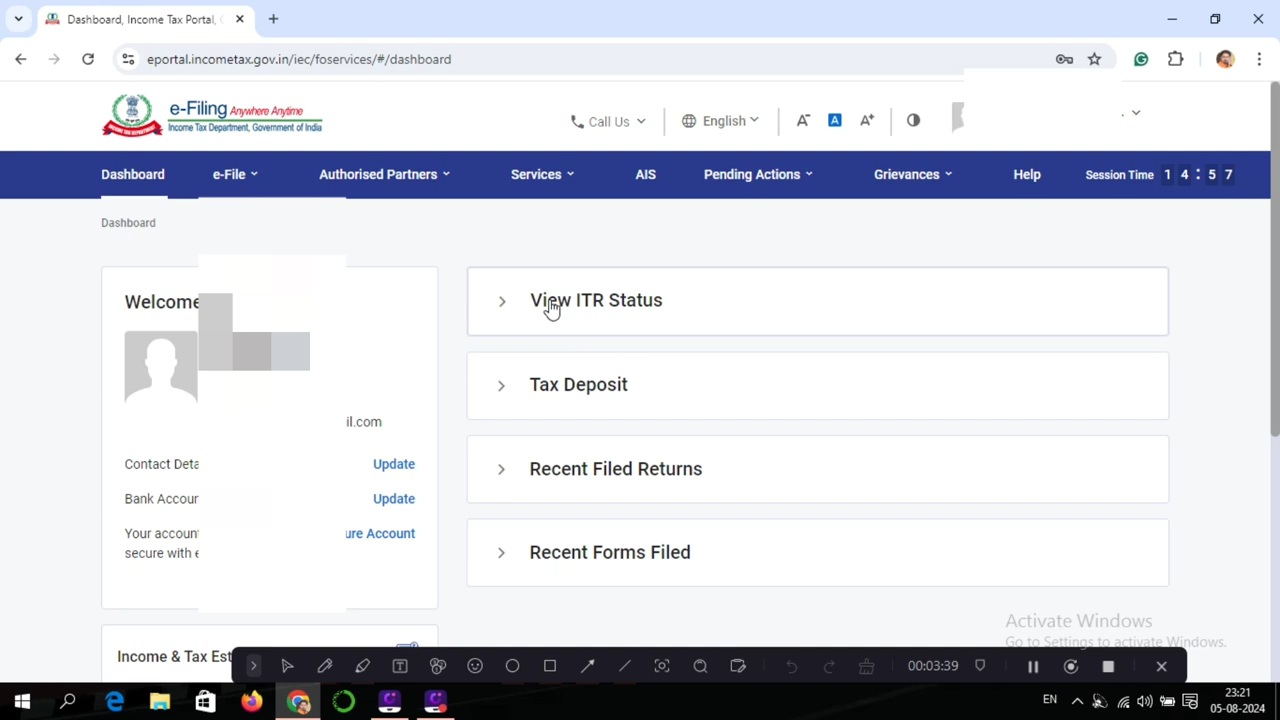 Dashboard, Income Tax Portal,
eportal.incometax.gov.in/iec/foservices/#/dashboard
e-Filing Anywhere Anytime
Income Tax Department, Government of India
INCOME TAX DEPARTMENT
Call Us
English
A⁻ A A⁺
Dashboard e-File Authorised Partners Services AIS Pending Actions Grievances Help Session Time 1 4 : 5 7
Dashboard
Welcome
il.com
Contact Deta
Update
Bank Accoun
Update
Your account
ure Account
secure with e
Income & Tax Est
View ITR Status
Tax Deposit
Recent Filed Returns
Recent Forms Filed
Activate Windows
Go to Settings to activate Windows.
00:03:39
EN
23:21
05-08-2024